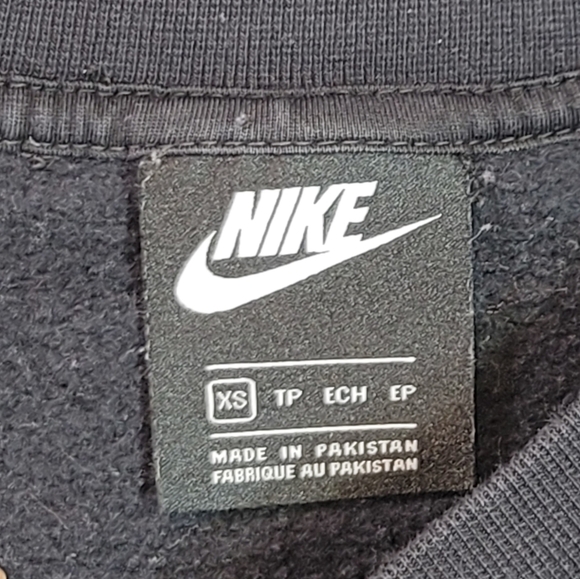 NIKE
XS TP ECH EP
MADE IN PAKISTAN
FABRIQUE AU PAKISTAN